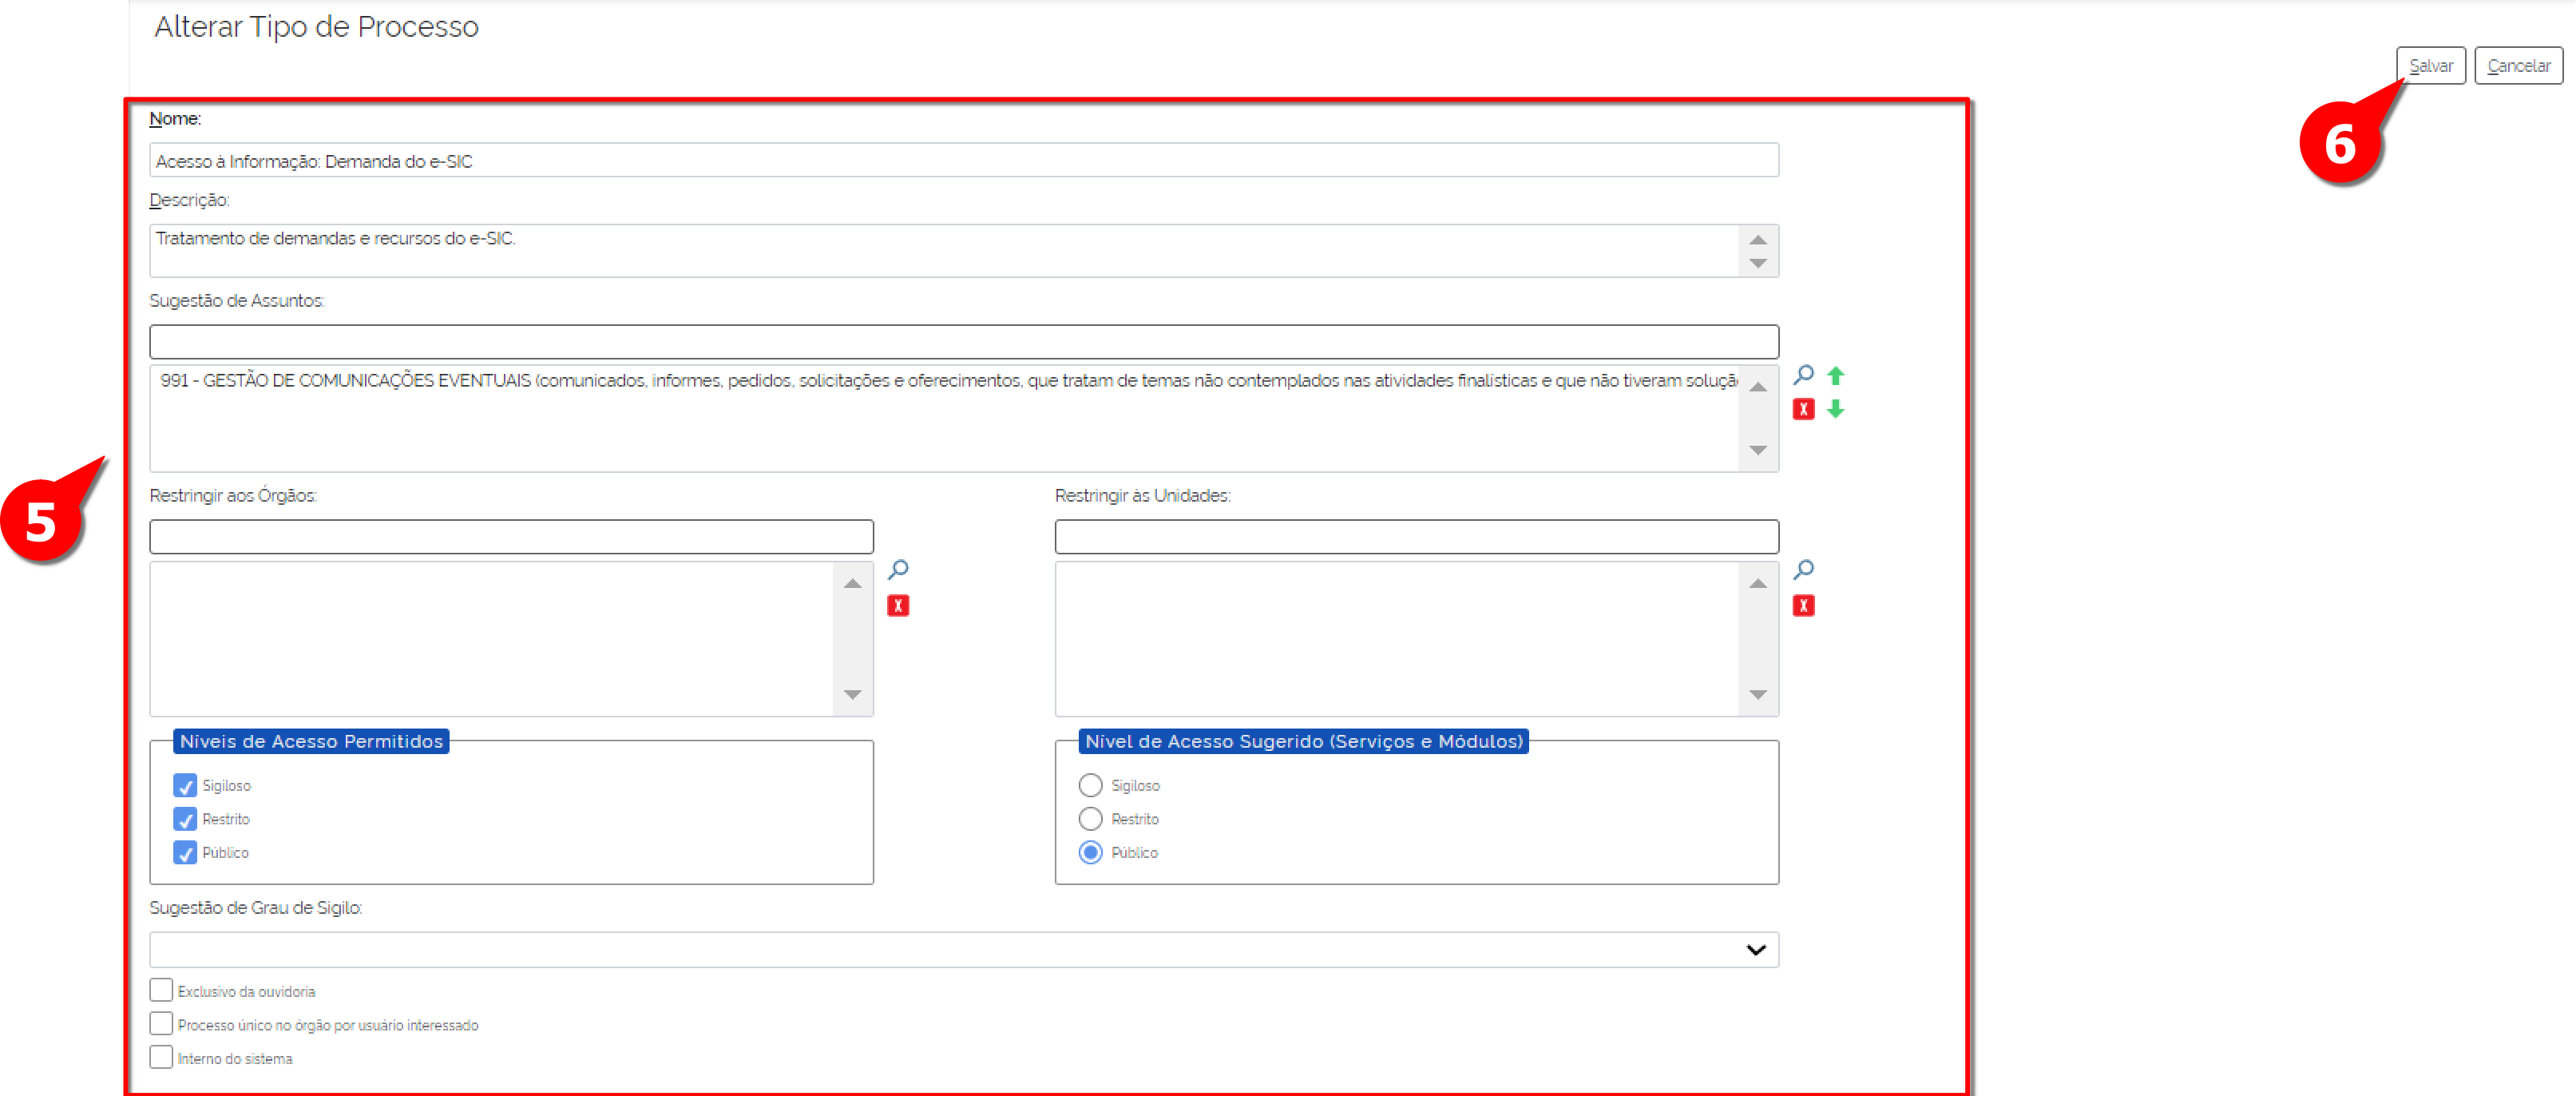 Alterar Tipo de Processo
Salvar Cancelar
6
Nome:
Acesso à Informação: Demanda do e-SIC
Descrição:
Tratamento de demandas e recursos do e-SIC.
Sugestão de Assuntos:
991 - GESTÃO DE COMUNICAÇÕES EVENTUAIS (comunicados, informes, pedidos, solicitações e oferecimentos, que tratam de temas não contemplados nas atividades finalísticas e que não tiveram soluçã
5
Restringir aos Órgãos:
Restringir às Unidades:
Níveis de Acesso Permitidos
Sigiloso
Restrito
Público
Nível de Acesso Sugerido (Serviços e Módulos)
Sigiloso
Restrito
Público
Sugestão de Grau de Sigilo:
Exclusivo da ouvidoria
Processo único no órgão por usuário interessado
Interno do sistema